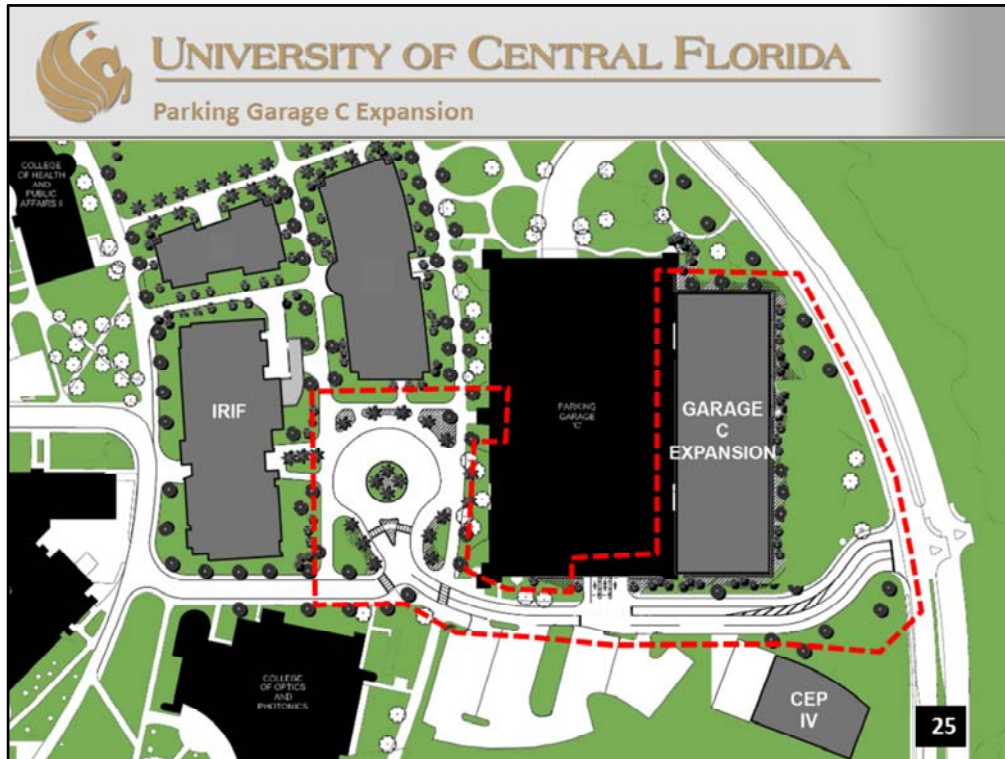 UNIVERSITY OF CENTRAL FLORIDA
Parking Garage C Expansion
COLLEGE
OF HEALTH
AND
PUBLIC
AFFAIRS II
IRIF
PARKING
GARAGE
'C'
GARAGE
C
EXPANSION
COLLEGE
OF OPTICS
AND
PHOTONICS
CEP
IV
25